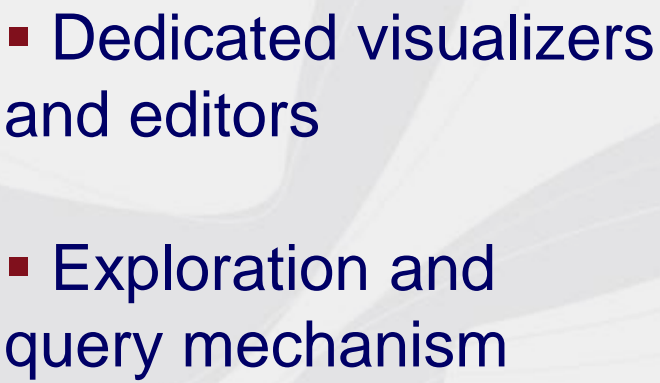 ▪ Dedicated visualizers
and editors
▪ Exploration and
query mechanism